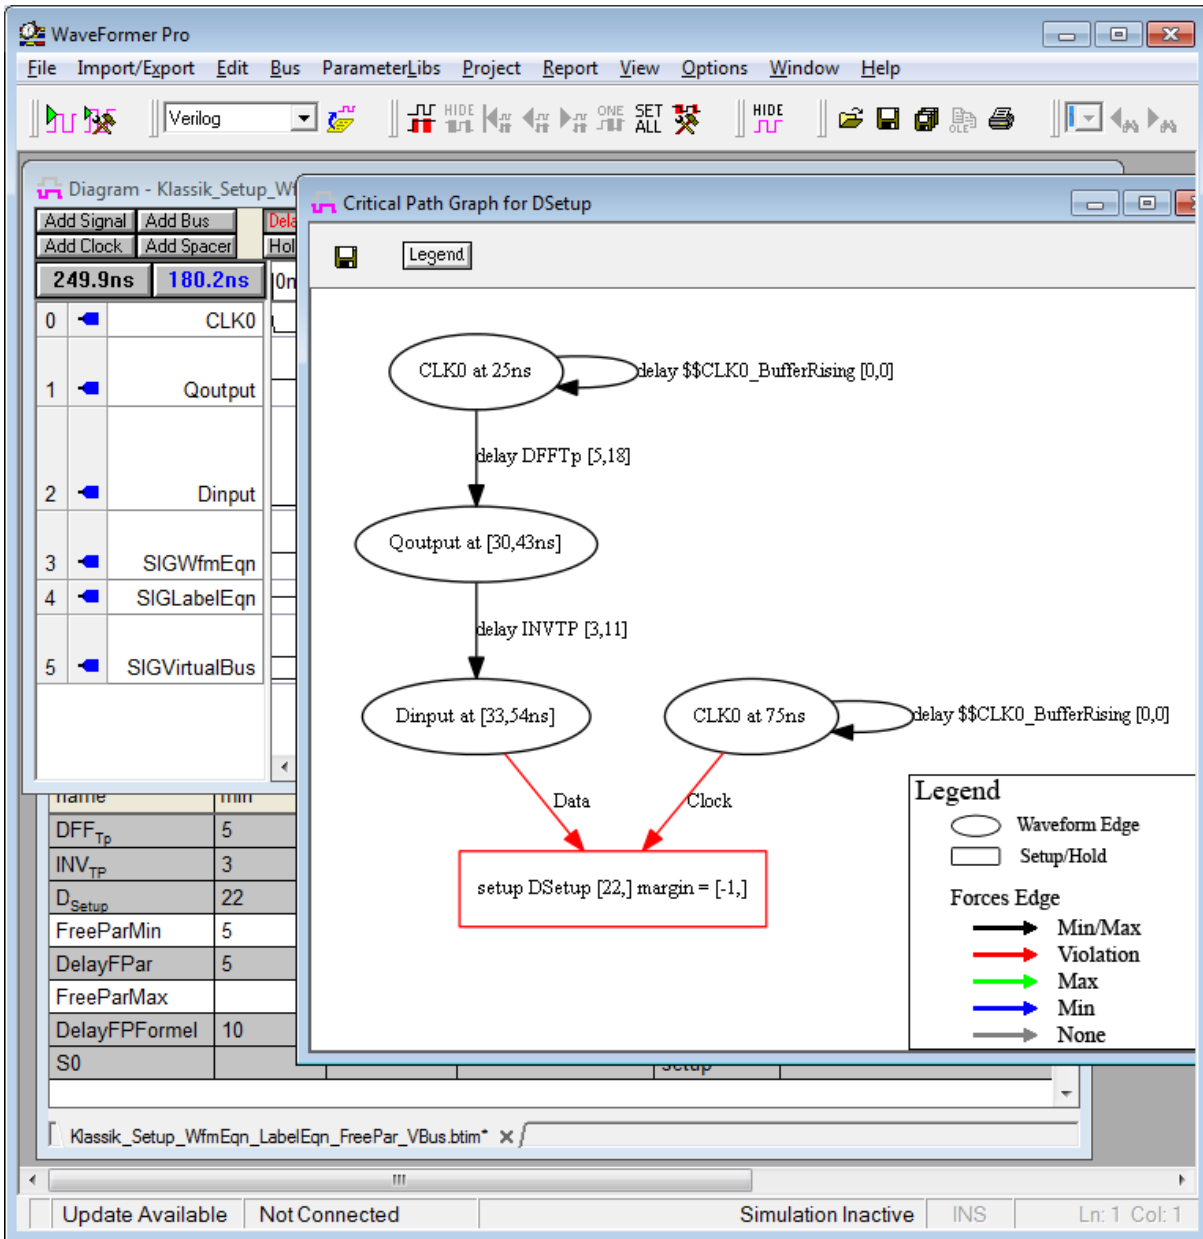 WaveFormer Pro
File Import/Export Edit Bus ParameterLibs Project Report View Options Window Help
Verilog
HIDE
ONE
SET
ALL
HIDE
OLE
Diagram - Klassik_Setup_Wf
Add Signal Add Bus
Add Clock Add Spacer
249.9ns 180.2ns
0 CLK0
1 Qoutput
2 Dinput
3 SIGWfmEqn
4 SIGLabelEqn
5 SIGVirtualBus
Critical Path Graph for DSetup
Legend
CLK0 at 25ns
delay $$CLK0_BufferRising [0,0]
delay DFFTp [5,18]
Qoutput at [30,43ns]
delay INVTP [3,11]
Dinput at [33,54ns]
CLK0 at 75ns
delay $$CLK0_BufferRising [0,0]
Data
Clock
setup DSetup [22,] margin = [-1,]
Legend
Waveform Edge
Setup/Hold
Forces Edge
Min/Max
Violation
Max
Min
None
name min
DFFTp 5
INVTP 3
DSetup 22
FreeParMin 5
DelayFPar 5
FreeParMax
DelayFPFormel 10
S0 setup
Klassik_Setup_WfmEqn_LabelEqn_FreePar_VBus.btim*
Update Available Not Connected Simulation Inactive INS Ln: 1 Col: 1